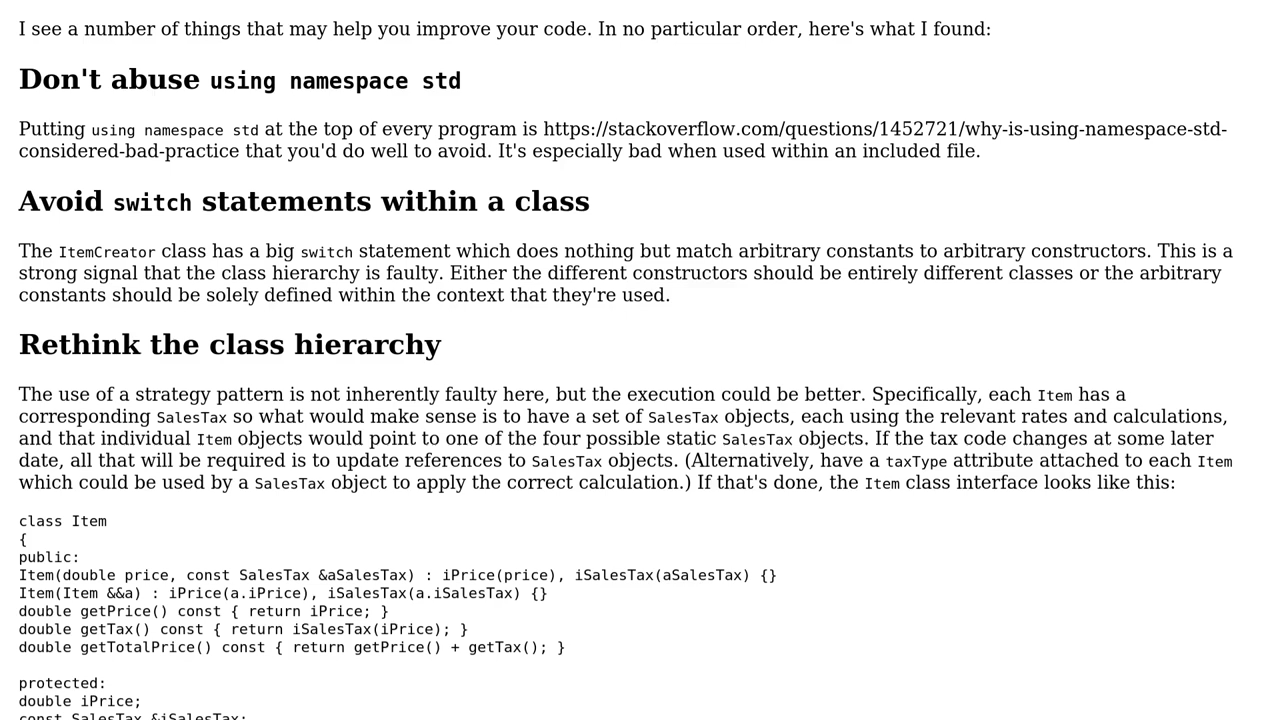 I see a number of things that may help you improve your code. In no particular order, here's what I found:
Don't abuse using namespace std
Putting using namespace std at the top of every program is https://stackoverflow.com/questions/1452721/why-is-using-namespace-std-
considered-bad-practice that you'd do well to avoid. It's especially bad when used within an included file.
Avoid switch statements within a class
The ItemCreator class has a big switch statement which does nothing but match arbitrary constants to arbitrary constructors. This is a
strong signal that the class hierarchy is faulty. Either the different constructors should be entirely different classes or the arbitrary
constants should be solely defined within the context that they're used.
Rethink the class hierarchy
The use of a strategy pattern is not inherently faulty here, but the execution could be better. Specifically, each Item has a
corresponding SalesTax so what would make sense is to have a set of SalesTax objects, each using the relevant rates and calculations,
and that individual Item objects would point to one of the four possible static SalesTax objects. If the tax code changes at some later
date, all that will be required is to update references to SalesTax objects. (Alternatively, have a taxType attribute attached to each Item
which could be used by a SalesTax object to apply the correct calculation.) If that's done, the Item class interface looks like this:
class Item
{
public:
Item(double price, const SalesTax &aSalesTax) : iPrice(price), iSalesTax(aSalesTax) {}
Item(Item &&a) : iPrice(a.iPrice), iSalesTax(a.iSalesTax) {}
double getPrice() const { return iPrice; }
double getTax() const { return iSalesTax(iPrice); }
double getTotalPrice() const { return getPrice() + getTax(); }
protected:
double iPrice;
const SalesTax &iSalesTax;